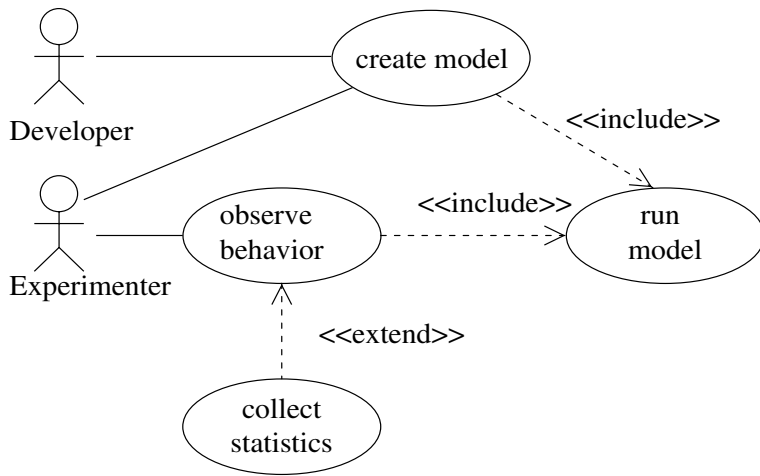 create model
Developer
<<include>>
<<include>>
observe
behavior
run
model
Experimenter
<<extend>>
collect
statistics